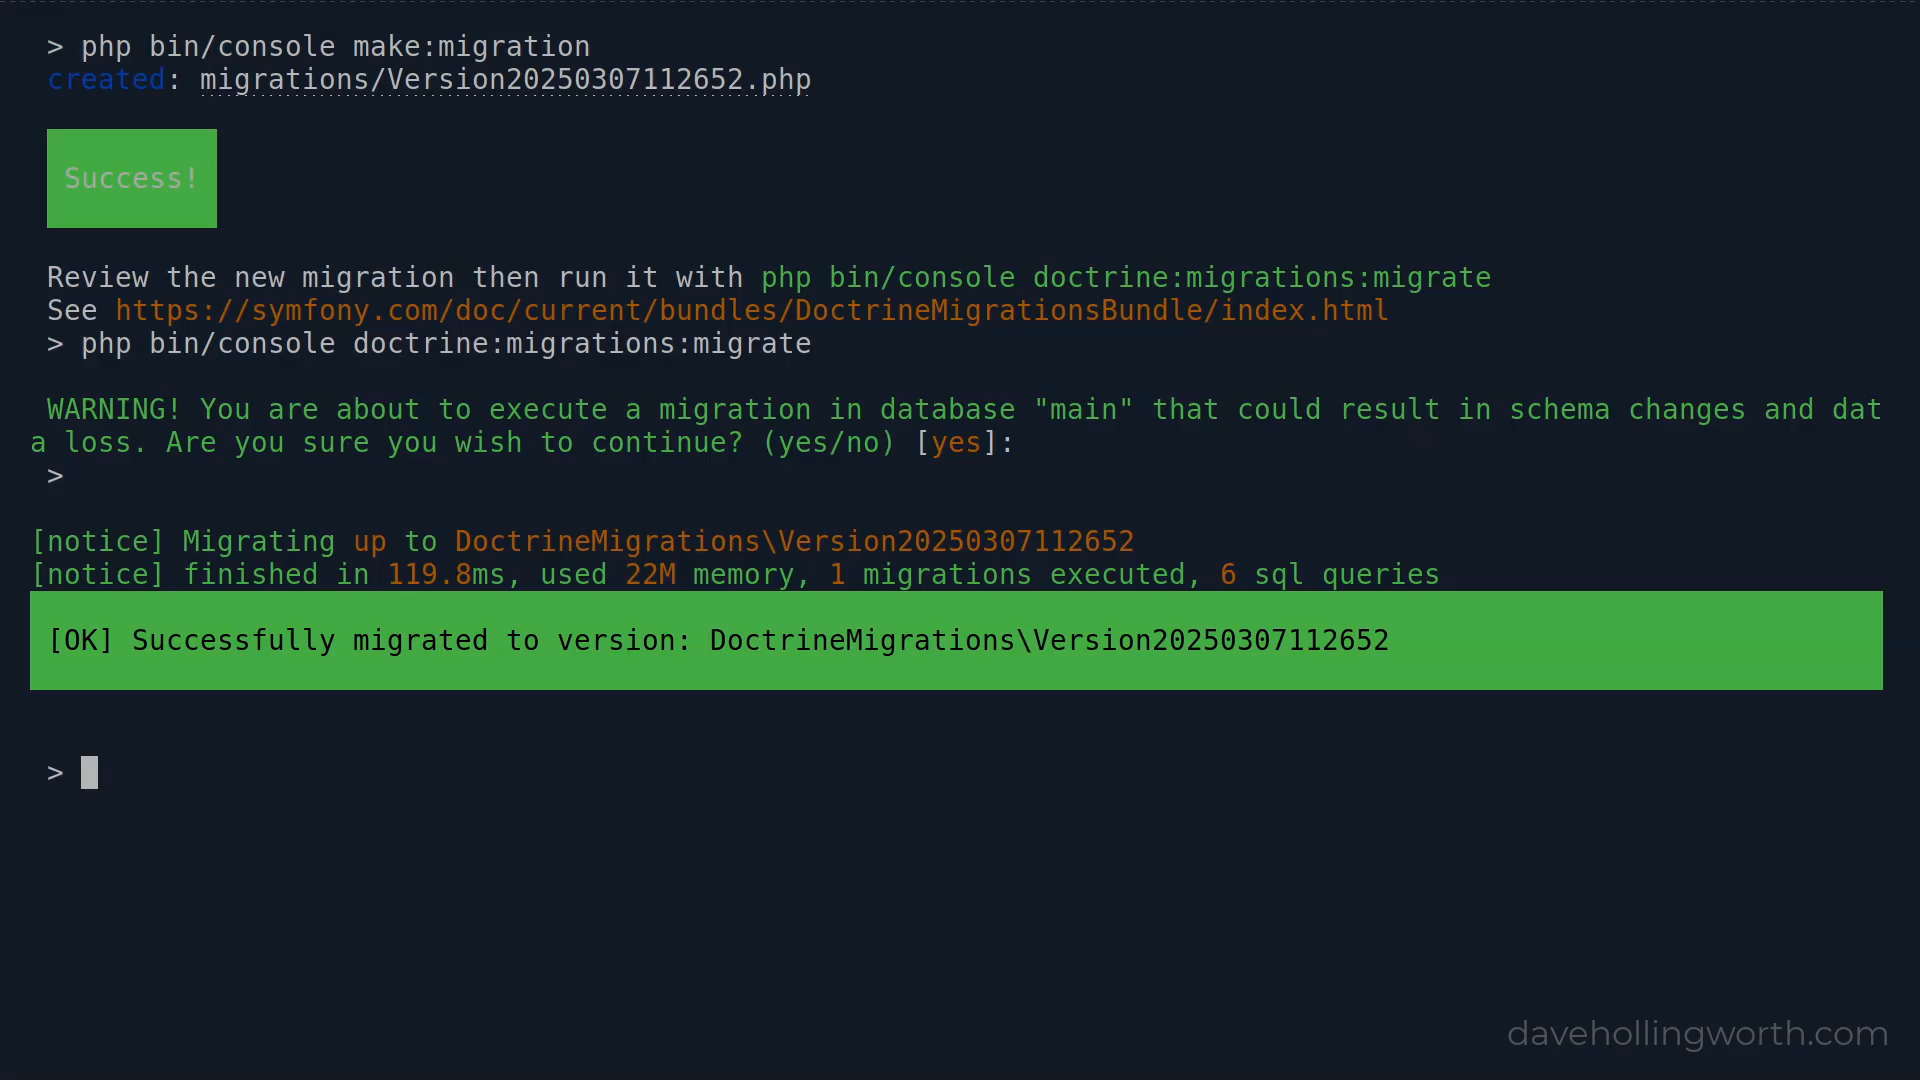 > php bin/console make:migration
created: migrations/Version20250307112652.php
Success!
Review the new migration then run it with php bin/console doctrine:migrations:migrate
See https://symfony.com/doc/current/bundles/DoctrineMigrationsBundle/index.html
> php bin/console doctrine:migrations:migrate
WARNING! You are about to execute a migration in database "main" that could result in schema changes and dat
a loss. Are you sure you wish to continue? (yes/no) [yes]:
>
[notice] Migrating up to DoctrineMigrations\Version20250307112652
[notice] finished in 119.8ms, used 22M memory, 1 migrations executed, 6 sql queries
[OK] Successfully migrated to version: DoctrineMigrations\Version20250307112652
>
davehollingworth.com